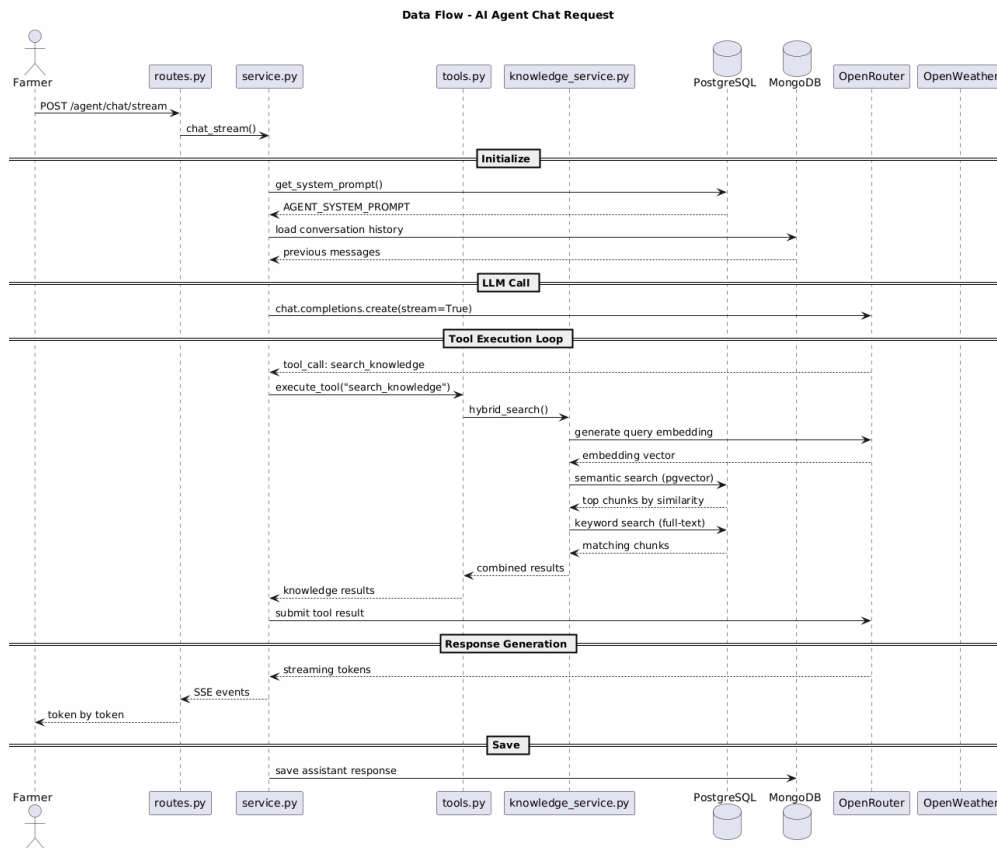 Data Flow - AI Agent Chat Request
Farmer
routes.py
service.py
tools.py
knowledge_service.py
PostgreSQL
MongoDB
OpenRouter
OpenWeather
POST /agent/chat/stream
chat_stream()
Initialize
get_system_prompt()
AGENT_SYSTEM_PROMPT
load conversation history
previous messages
LLM Call
chat.completions.create(stream=True)
Tool Execution Loop
tool_call: search_knowledge
execute_tool("search_knowledge")
hybrid_search()
generate query embedding
embedding vector
semantic search (pgvector)
top chunks by similarity
keyword search (full-text)
matching chunks
combined results
knowledge results
submit tool result
Response Generation
streaming tokens
SSE events
token by token
Save
save assistant response
Farmer
routes.py
service.py
tools.py
knowledge_service.py
PostgreSQL
MongoDB
OpenRouter
OpenWeather